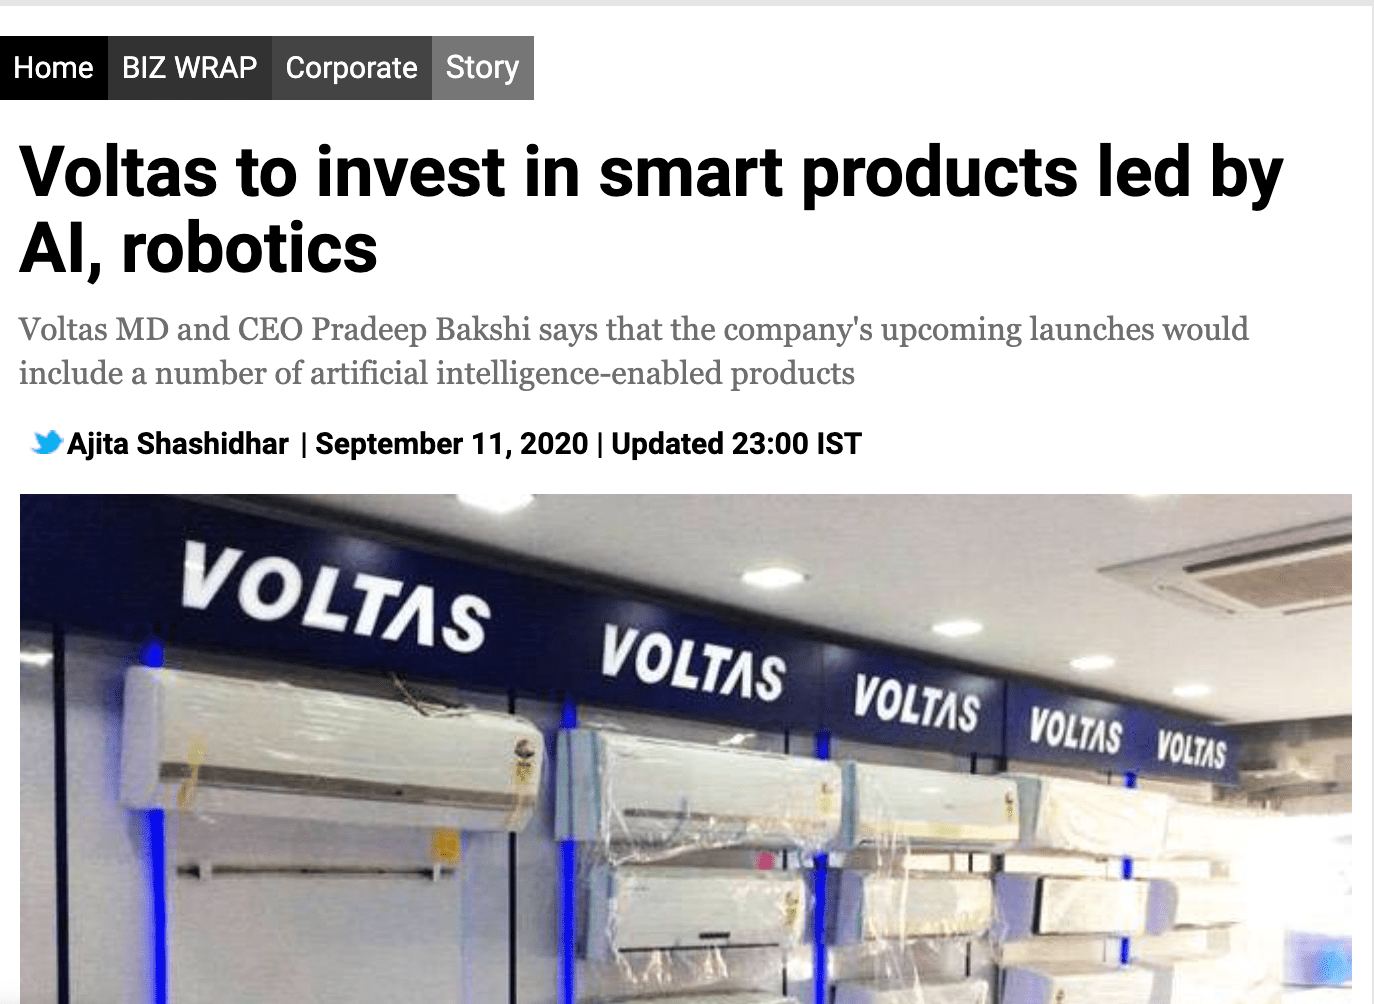 Home BIZ WRAP Corporate Story
Voltas to invest in smart products led by
AI, robotics
Voltas MD and CEO Pradeep Bakshi says that the company's upcoming launches would
include a number of artificial intelligence-enabled products
Ajita Shashidhar | September 11, 2020 | Updated 23:00 IST
VOLTAS
VOLTAS
VOLTAS
VOLTAS
VOLTAS